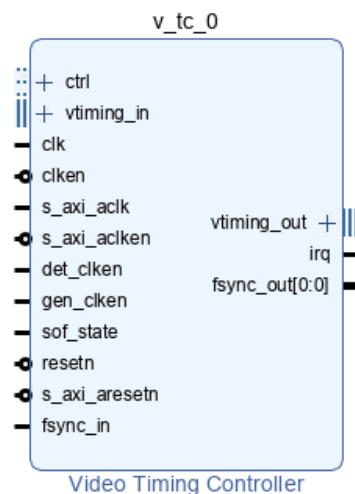 v_tc_0
ctrl
vtiming_in
clk
clken
s_axi_aclk
s_axi_aclken
det_clken
gen_clken
sof_state
resetn
s_axi_aresetn
fsync_in
vtiming_out
irq
fsync_out[0:0]
Video Timing Controller